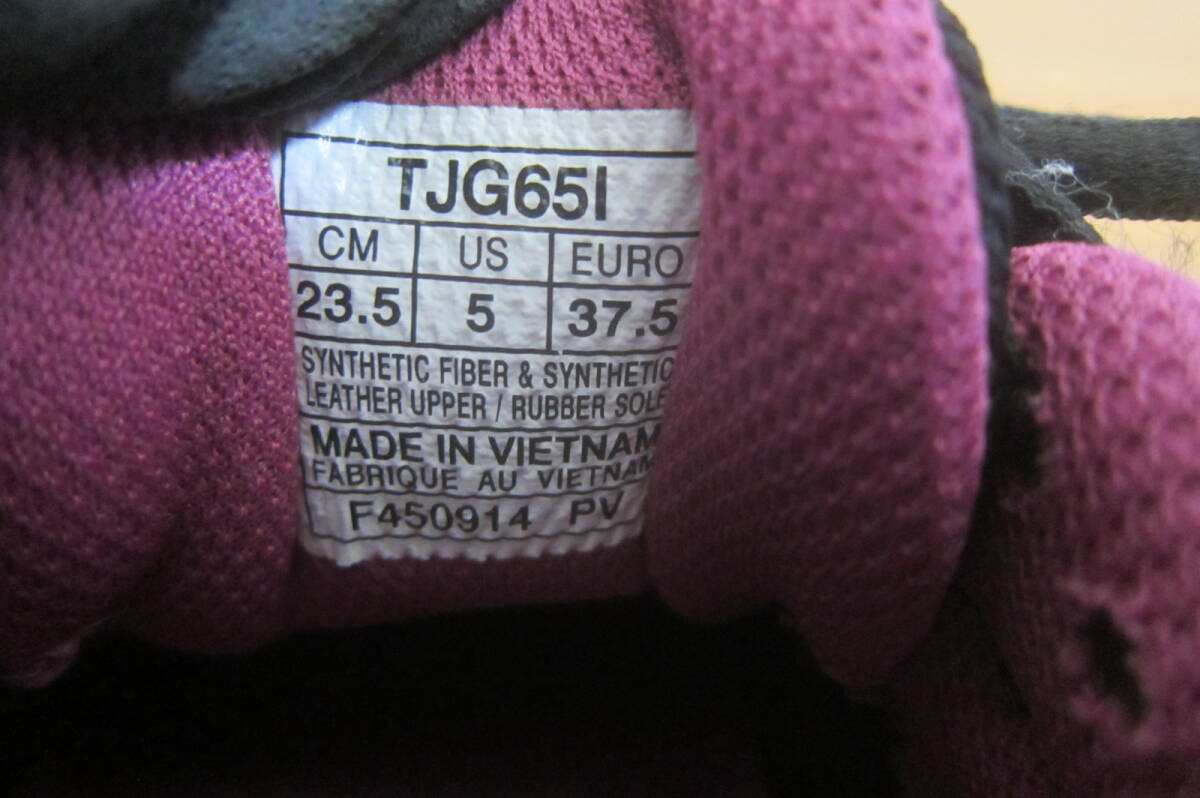 TJG65I
CM US EURO
23.5 5 37.5
SYNTHETIC FIBER & SYNTHETIC
LEATHER UPPER / RUBBER SOLE
MADE IN VIETNAM
FABRIQUE AU VIETNAM
F450914 PV